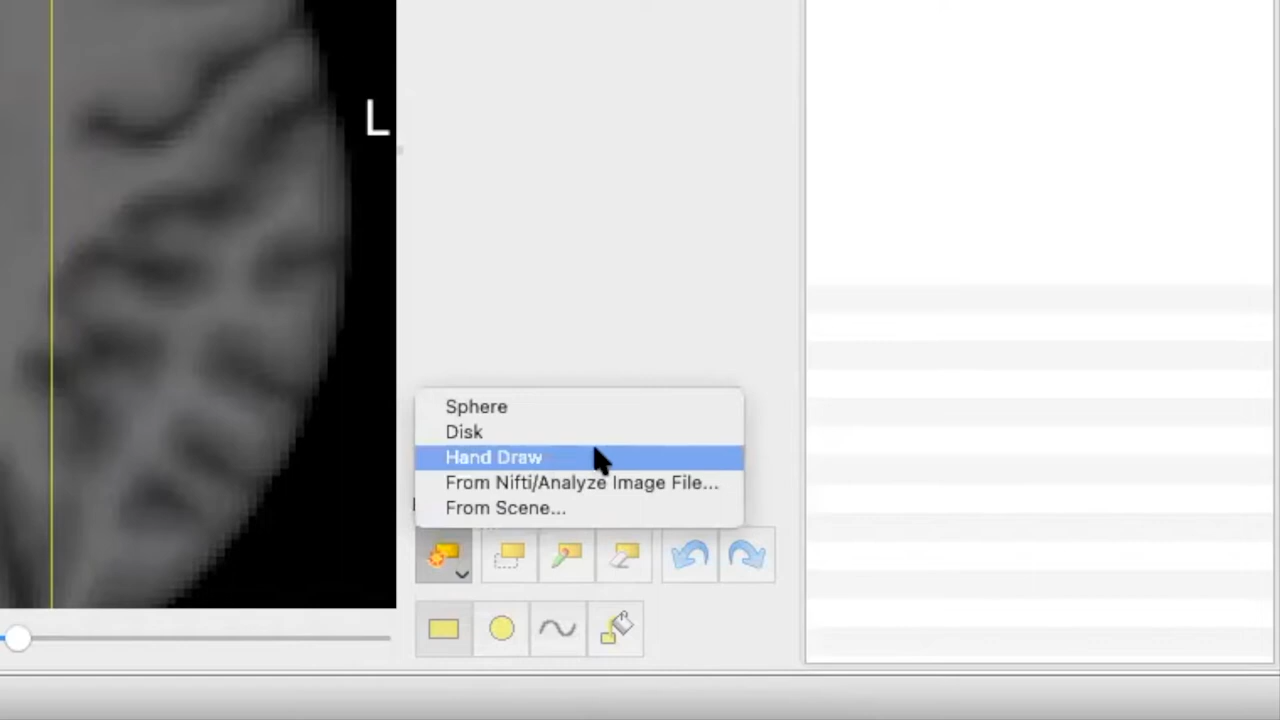 L
Sphere
Disk
Hand Draw
From Nifti/Analyze Image File...
From Scene...